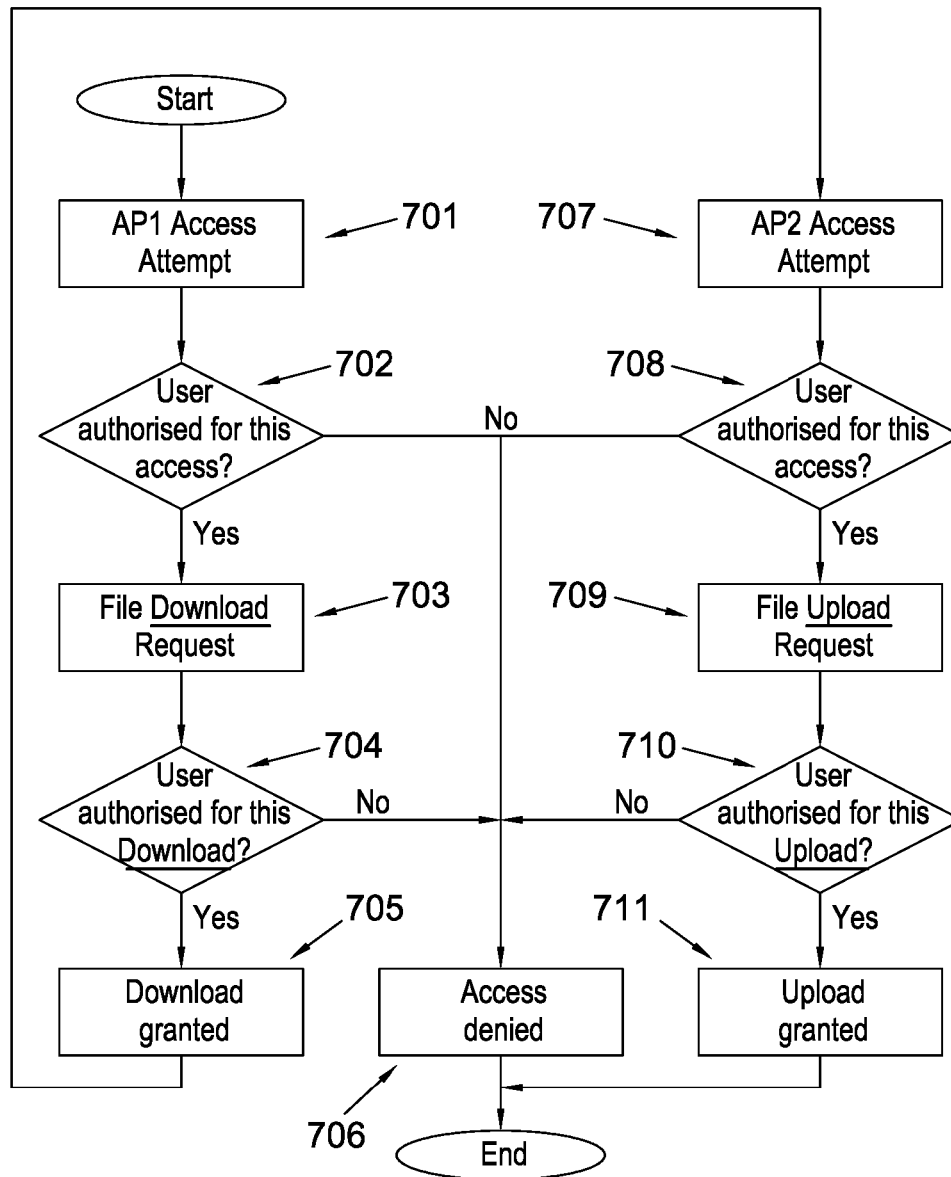 Start
AP1 Access
Attempt
701
707
AP2 Access
Attempt
702
User
authorised for this
access?
No
708
User
authorised for this
access?
Yes
Yes
File Download
Request
703
709
File Upload
Request
704
User
authorised for this
Download?
No
710
User
authorised for this
Upload?
No
Yes
705
Download
granted
Access
denied
706
Yes
711
Upload
granted
End